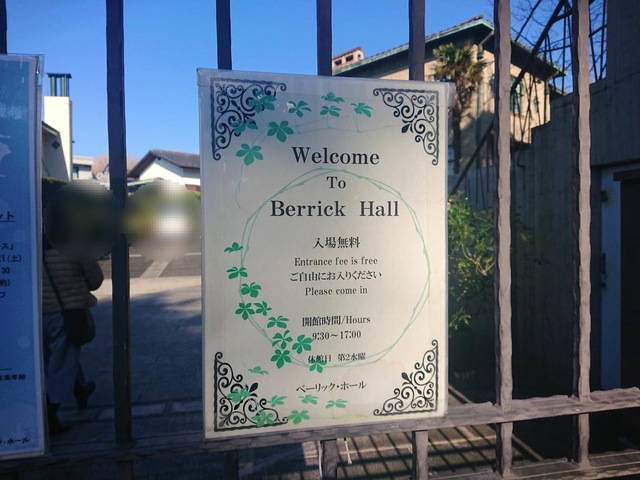 Welcome
To
Berrick Hall
入場無料
Entrance fee is free
ご自由にお入りください
Please come in
開館時間/Hours
9:30～17:00
休館日 第2水曜
ベーリック・ホール